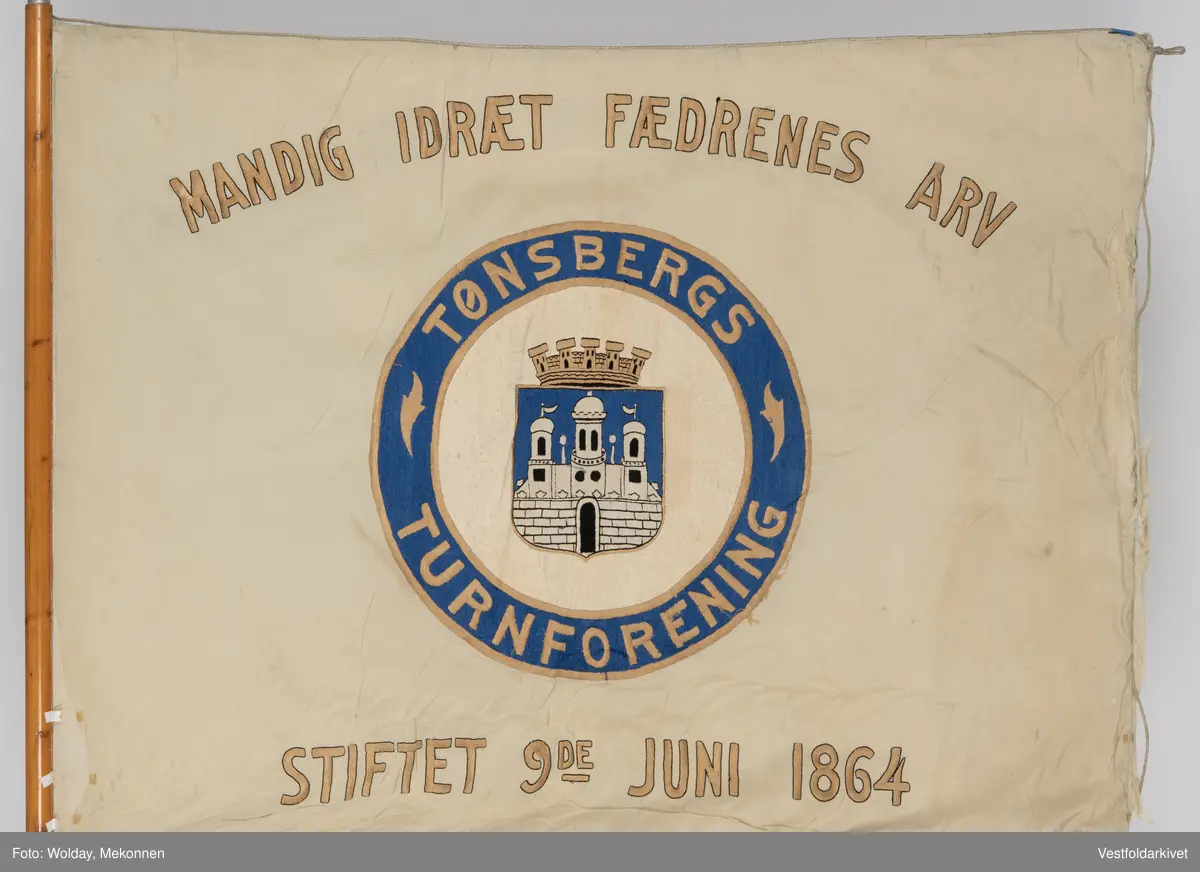 MANDIG IDRÆT FÆDRENES ARV
TØNSBERGS
TURNFORENING
STIFTET 9DE JUNI 1864
Foto: Wolday, Mekonnen
Vestfoldarkivet